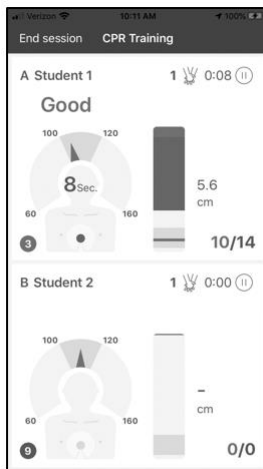 Verizon 10:11 AM 100%
End session CPR Training
A Student 1 1 0:08
Good
100 120
8Sec.
5.6
cm
60 160
3 10/14
B Student 2 1 0:00
100 120
-
cm
60 160
9 0/0